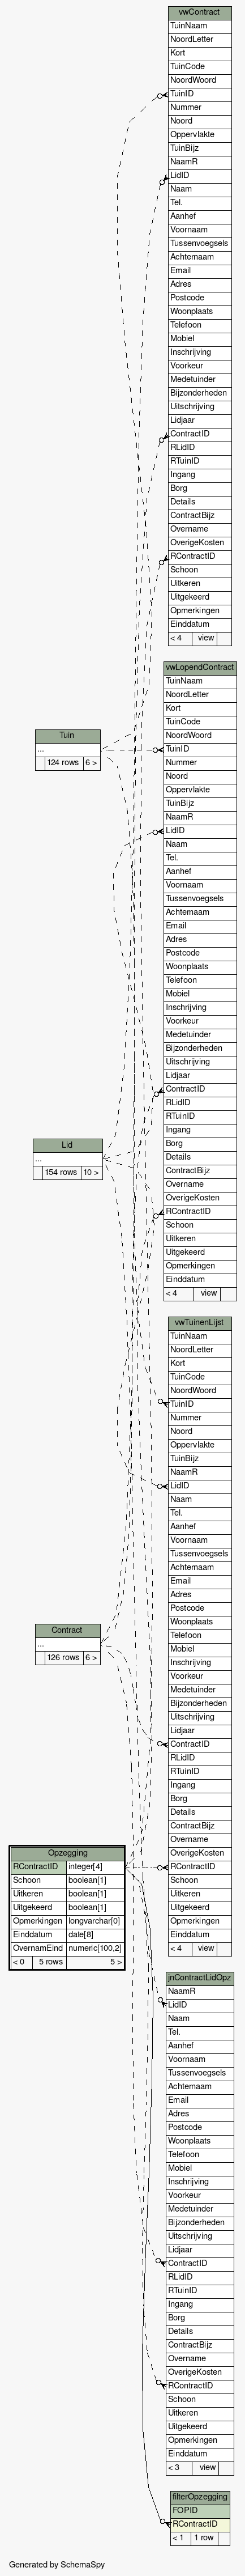 vwContract
TuinNaam
NoordLetter
Kort
TuinCode
NoordWoord
TuinID
Nummer
Noord
Oppervlakte
TuinBijz
NaamR
LidID
Naam
Tel.
Aanhef
Voornaam
Tussenvoegsels
Achternaam
Email
Adres
Postcode
Woonplaats
Telefoon
Mobiel
Inschrijving
Voorkeur
Medetuinder
Bijzonderheden
Uitschrijving
Lidjaar
ContractID
RLidID
RTuinID
Ingang
Borg
Details
ContractBijz
Overname
OverigeKosten
RContractID
Schoon
Uitkeren
Uitgekeerd
Opmerkingen
Einddatum
< 4 view
vwLopendContract
TuinNaam
NoordLetter
Kort
TuinCode
NoordWoord
TuinID
Nummer
Noord
Oppervlakte
TuinBijz
NaamR
LidID
Naam
Tel.
Aanhef
Voornaam
Tussenvoegsels
Achternaam
Email
Adres
Postcode
Woonplaats
Telefoon
Mobiel
Inschrijving
Voorkeur
Medetuinder
Bijzonderheden
Uitschrijving
Lidjaar
ContractID
RLidID
RTuinID
Ingang
Borg
Details
ContractBijz
Overname
OverigeKosten
RContractID
Schoon
Uitkeren
Uitgekeerd
Opmerkingen
Einddatum
< 4 view
Tuin
...
124 rows 6 >
Lid
...
154 rows 10 >
vwTuinenLijst
TuinNaam
NoordLetter
Kort
TuinCode
NoordWoord
TuinID
Nummer
Noord
Oppervlakte
TuinBijz
NaamR
LidID
Naam
Tel.
Aanhef
Voornaam
Tussenvoegsels
Achternaam
Email
Adres
Postcode
Woonplaats
Telefoon
Mobiel
Inschrijving
Voorkeur
Medetuinder
Bijzonderheden
Uitschrijving
Lidjaar
ContractID
RLidID
RTuinID
Ingang
Borg
Details
ContractBijz
Overname
OverigeKosten
RContractID
Schoon
Uitkeren
Uitgekeerd
Opmerkingen
Einddatum
< 4 view
Contract
...
126 rows 6 >
Opzegging
RContractID integer[4]
Schoon boolean[1]
Uitkeren boolean[1]
Uitgekeerd boolean[1]
Opmerkingen longvarchar[0]
Einddatum date[8]
OvernamEind numeric[100,2]
< 0 5 rows 5 >
jnContractLidOpz
NaamR
LidID
Naam
Tel.
Aanhef
Voornaam
Tussenvoegsels
Achternaam
Email
Adres
Postcode
Woonplaats
Telefoon
Mobiel
Inschrijving
Voorkeur
Medetuinder
Bijzonderheden
Uitschrijving
Lidjaar
ContractID
RLidID
RTuinID
Ingang
Borg
Details
ContractBijz
Overname
OverigeKosten
RContractID
Schoon
Uitkeren
Uitgekeerd
Opmerkingen
Einddatum
< 3 view
filterOpzegging
FOPID
RContractID
< 1 1 row
Generated by SchemaSpy